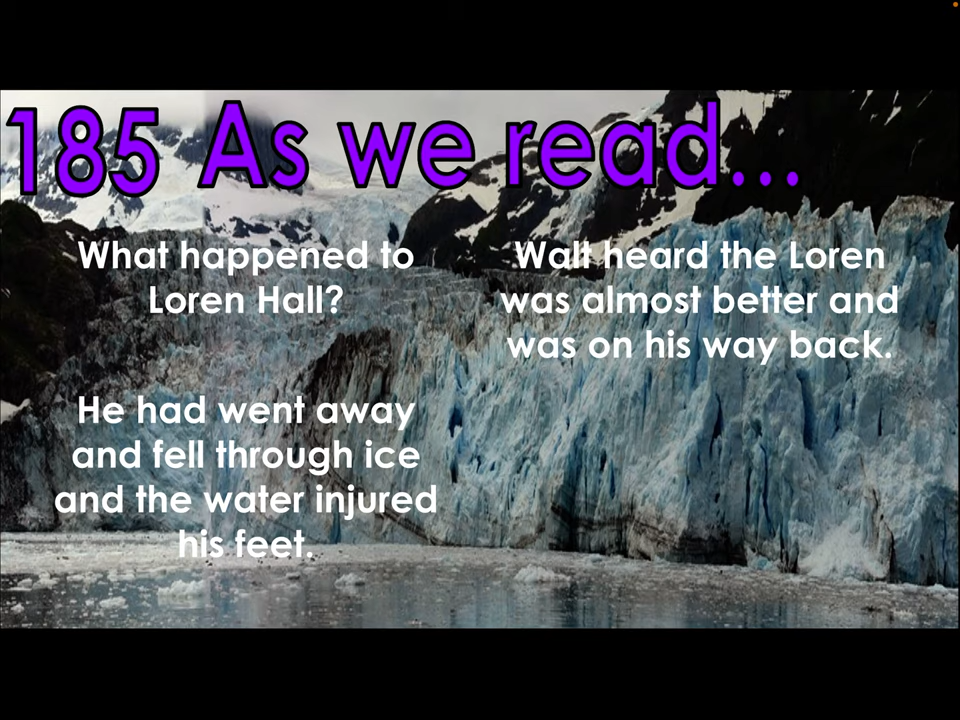 185 As we read...
What happened to
Loren Hall?
He had went away
and fell through ice
and the water injured
his feet.
Walt heard the Loren
was almost better and
was on his way back.